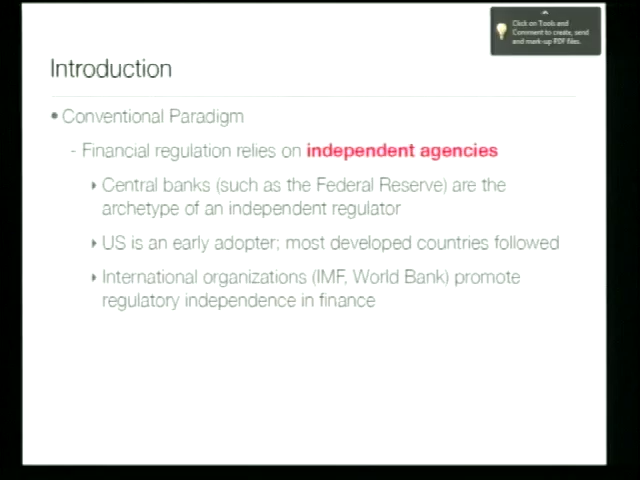 Click on Tools and
Comment to create, send
and mark-up PDF files.
Introduction
• Conventional Paradigm
- Financial regulation relies on independent agencies
‣ Central banks (such as the Federal Reserve) are the
archetype of an independent regulator
‣ US is an early adopter; most developed countries followed
‣ International organizations (IMF, World Bank) promote
regulatory independence in finance